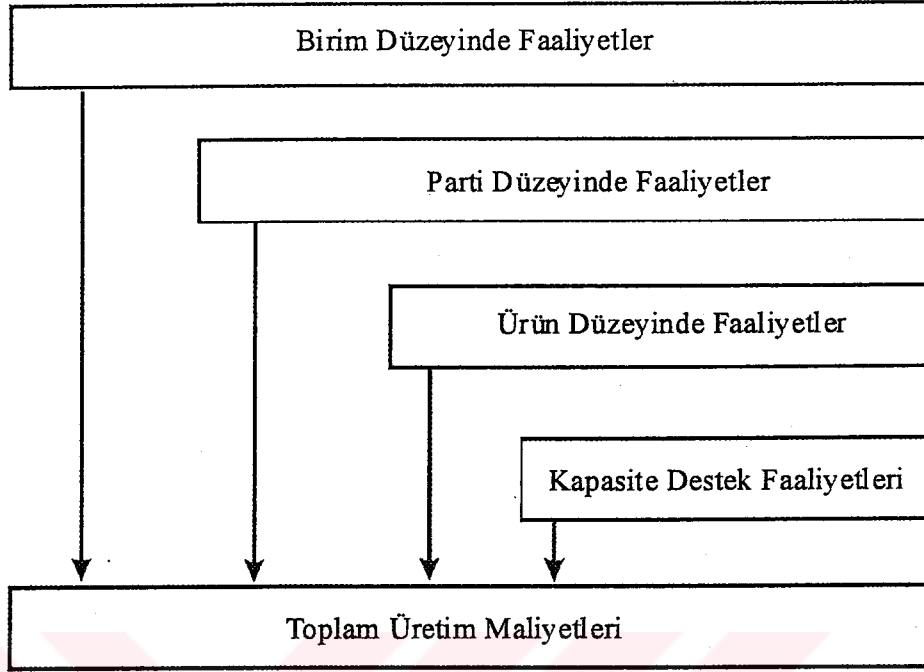 Birim Düzeyinde Faaliyetler
Parti Düzeyinde Faaliyetler
Ürün Düzeyinde Faaliyetler
Kapasite Destek Faaliyetleri
Toplam Üretim Maliyetleri